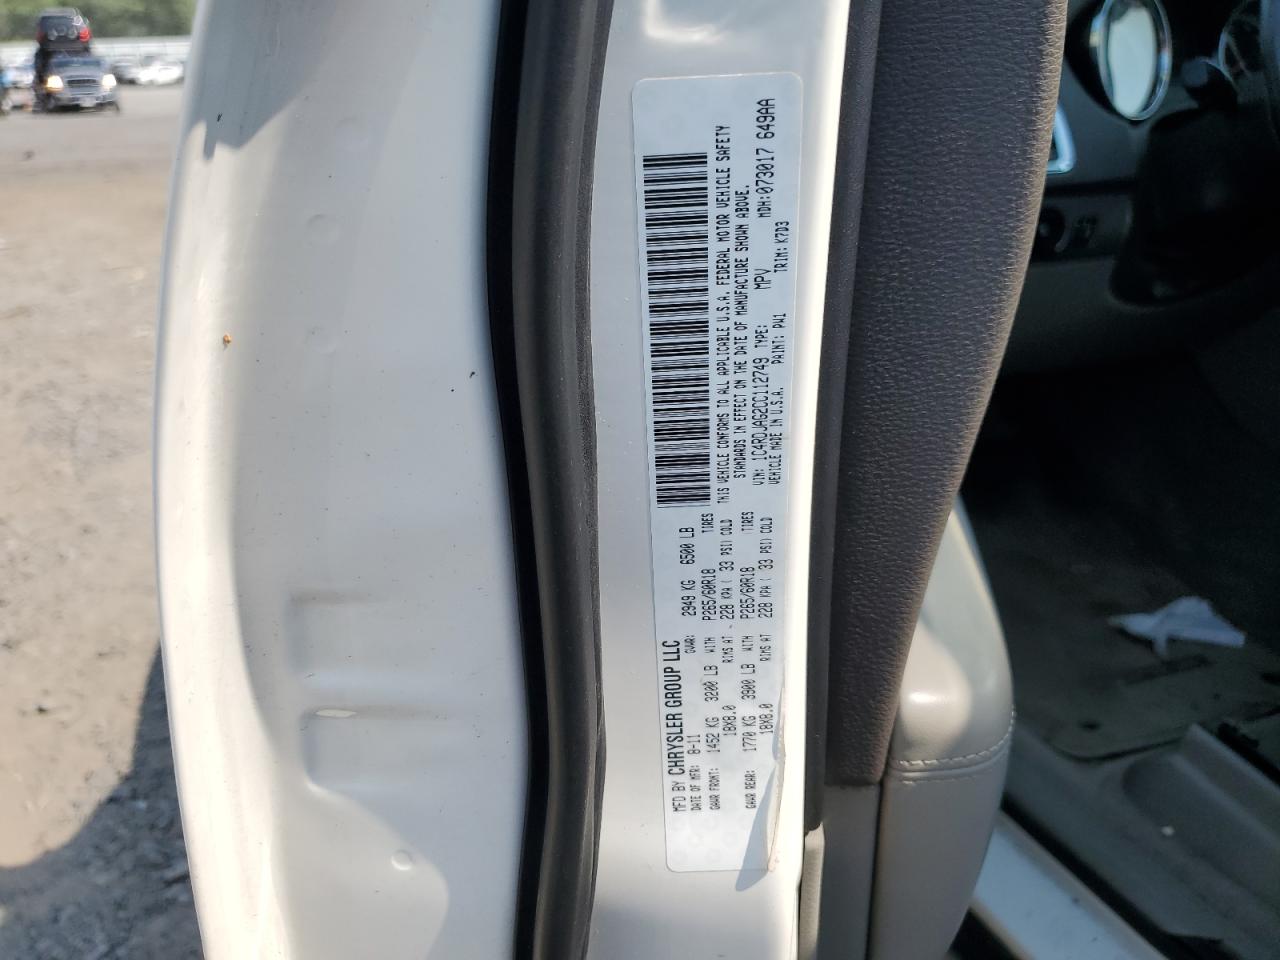 MFD BY CHRYSLER GROUP LLC
DATE OF MFR: 8-11 GVWR: 2949 KG 6500 LB
GAWR FRONT: 1452 KG 3200 LB WITH P265/60R18 TIRES
18X8.0 RIMS AT 228 KPA ( 33 PSI) COLD
GAWR REAR: 1770 KG 3900 LB WITH P265/60R18 TIRES
18X8.0 RIMS AT 228 KPA ( 33 PSI) COLD
THIS VEHICLE CONFORMS TO ALL APPLICABLE U.S.A. FEDERAL MOTOR VEHICLE SAFETY
STANDARDS IN EFFECT ON THE DATE OF MANUFACTURE SHOWN ABOVE.
VIN: 1C4RDJAG2CC112749 TYPE: MPV MDH:073017 649AA
VEHICLE MADE IN U.S.A. PAINT: PW1 TRIM: K7D3